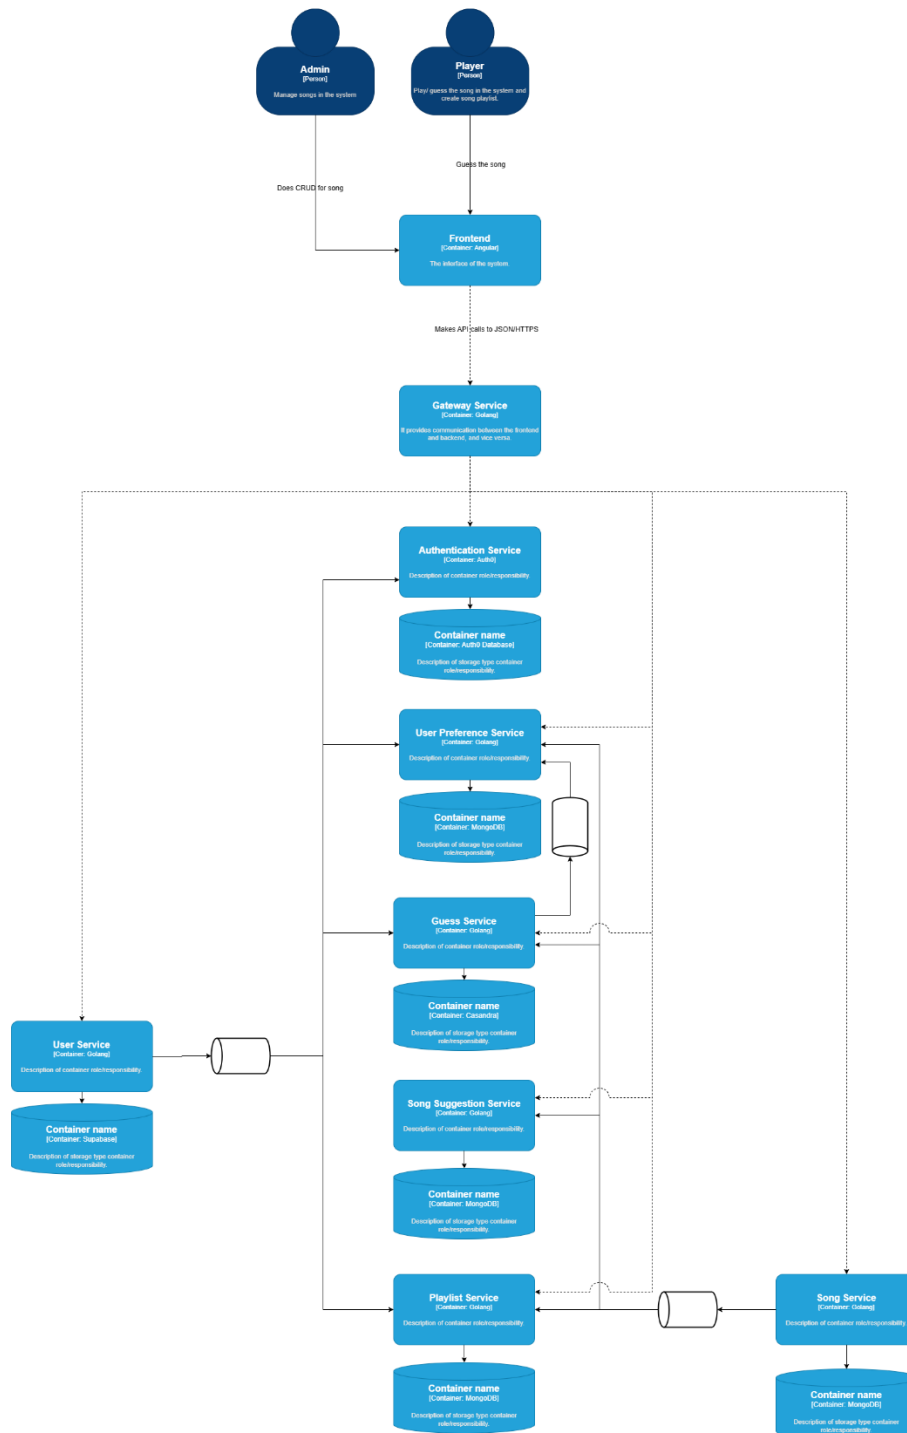 Admin
[Person]
Manage songs in the system
Player
[Person]
Play/ guess the song in the system and
create song playlist.
Guess the song
Does CRUD for song
Frontend
[Container: Angular]
The interface of the system.
Makes API calls to JSON/HTTPS
Gateway Service
[Container: Golang]
It provides communication between the frontend
and backend, and vice versa.
Authentication Service
[Container: Auth0]
Description of container role/responsibility.
Container name
[Container: Auth0 Database]
Description of storage type container
role/responsibility.
User Preference Service
[Container: Golang]
Description of container role/responsibility.
Container name
[Container: MongoDB]
Description of storage type container
role/responsibility.
Guess Service
[Container: Golang]
Description of container role/responsibility.
Container name
[Container: Casandra]
Description of storage type container
role/responsibility.
User Service
[Container: Golang]
Description of container role/responsibility.
Container name
[Container: Supabase]
Description of storage type container
role/responsibility.
Song Suggestion Service
[Container: Golang]
Description of container role/responsibility.
Container name
[Container: MongoDB]
Description of storage type container
role/responsibility.
Playlist Service
[Container: Golang]
Description of container role/responsibility.
Container name
[Container: MongoDB]
Description of storage type container
role/responsibility.
Song Service
[Container: Golang]
Description of container role/responsibility
Container name
[Container: MongoDB]
Description of storage type container
role/responsibility.